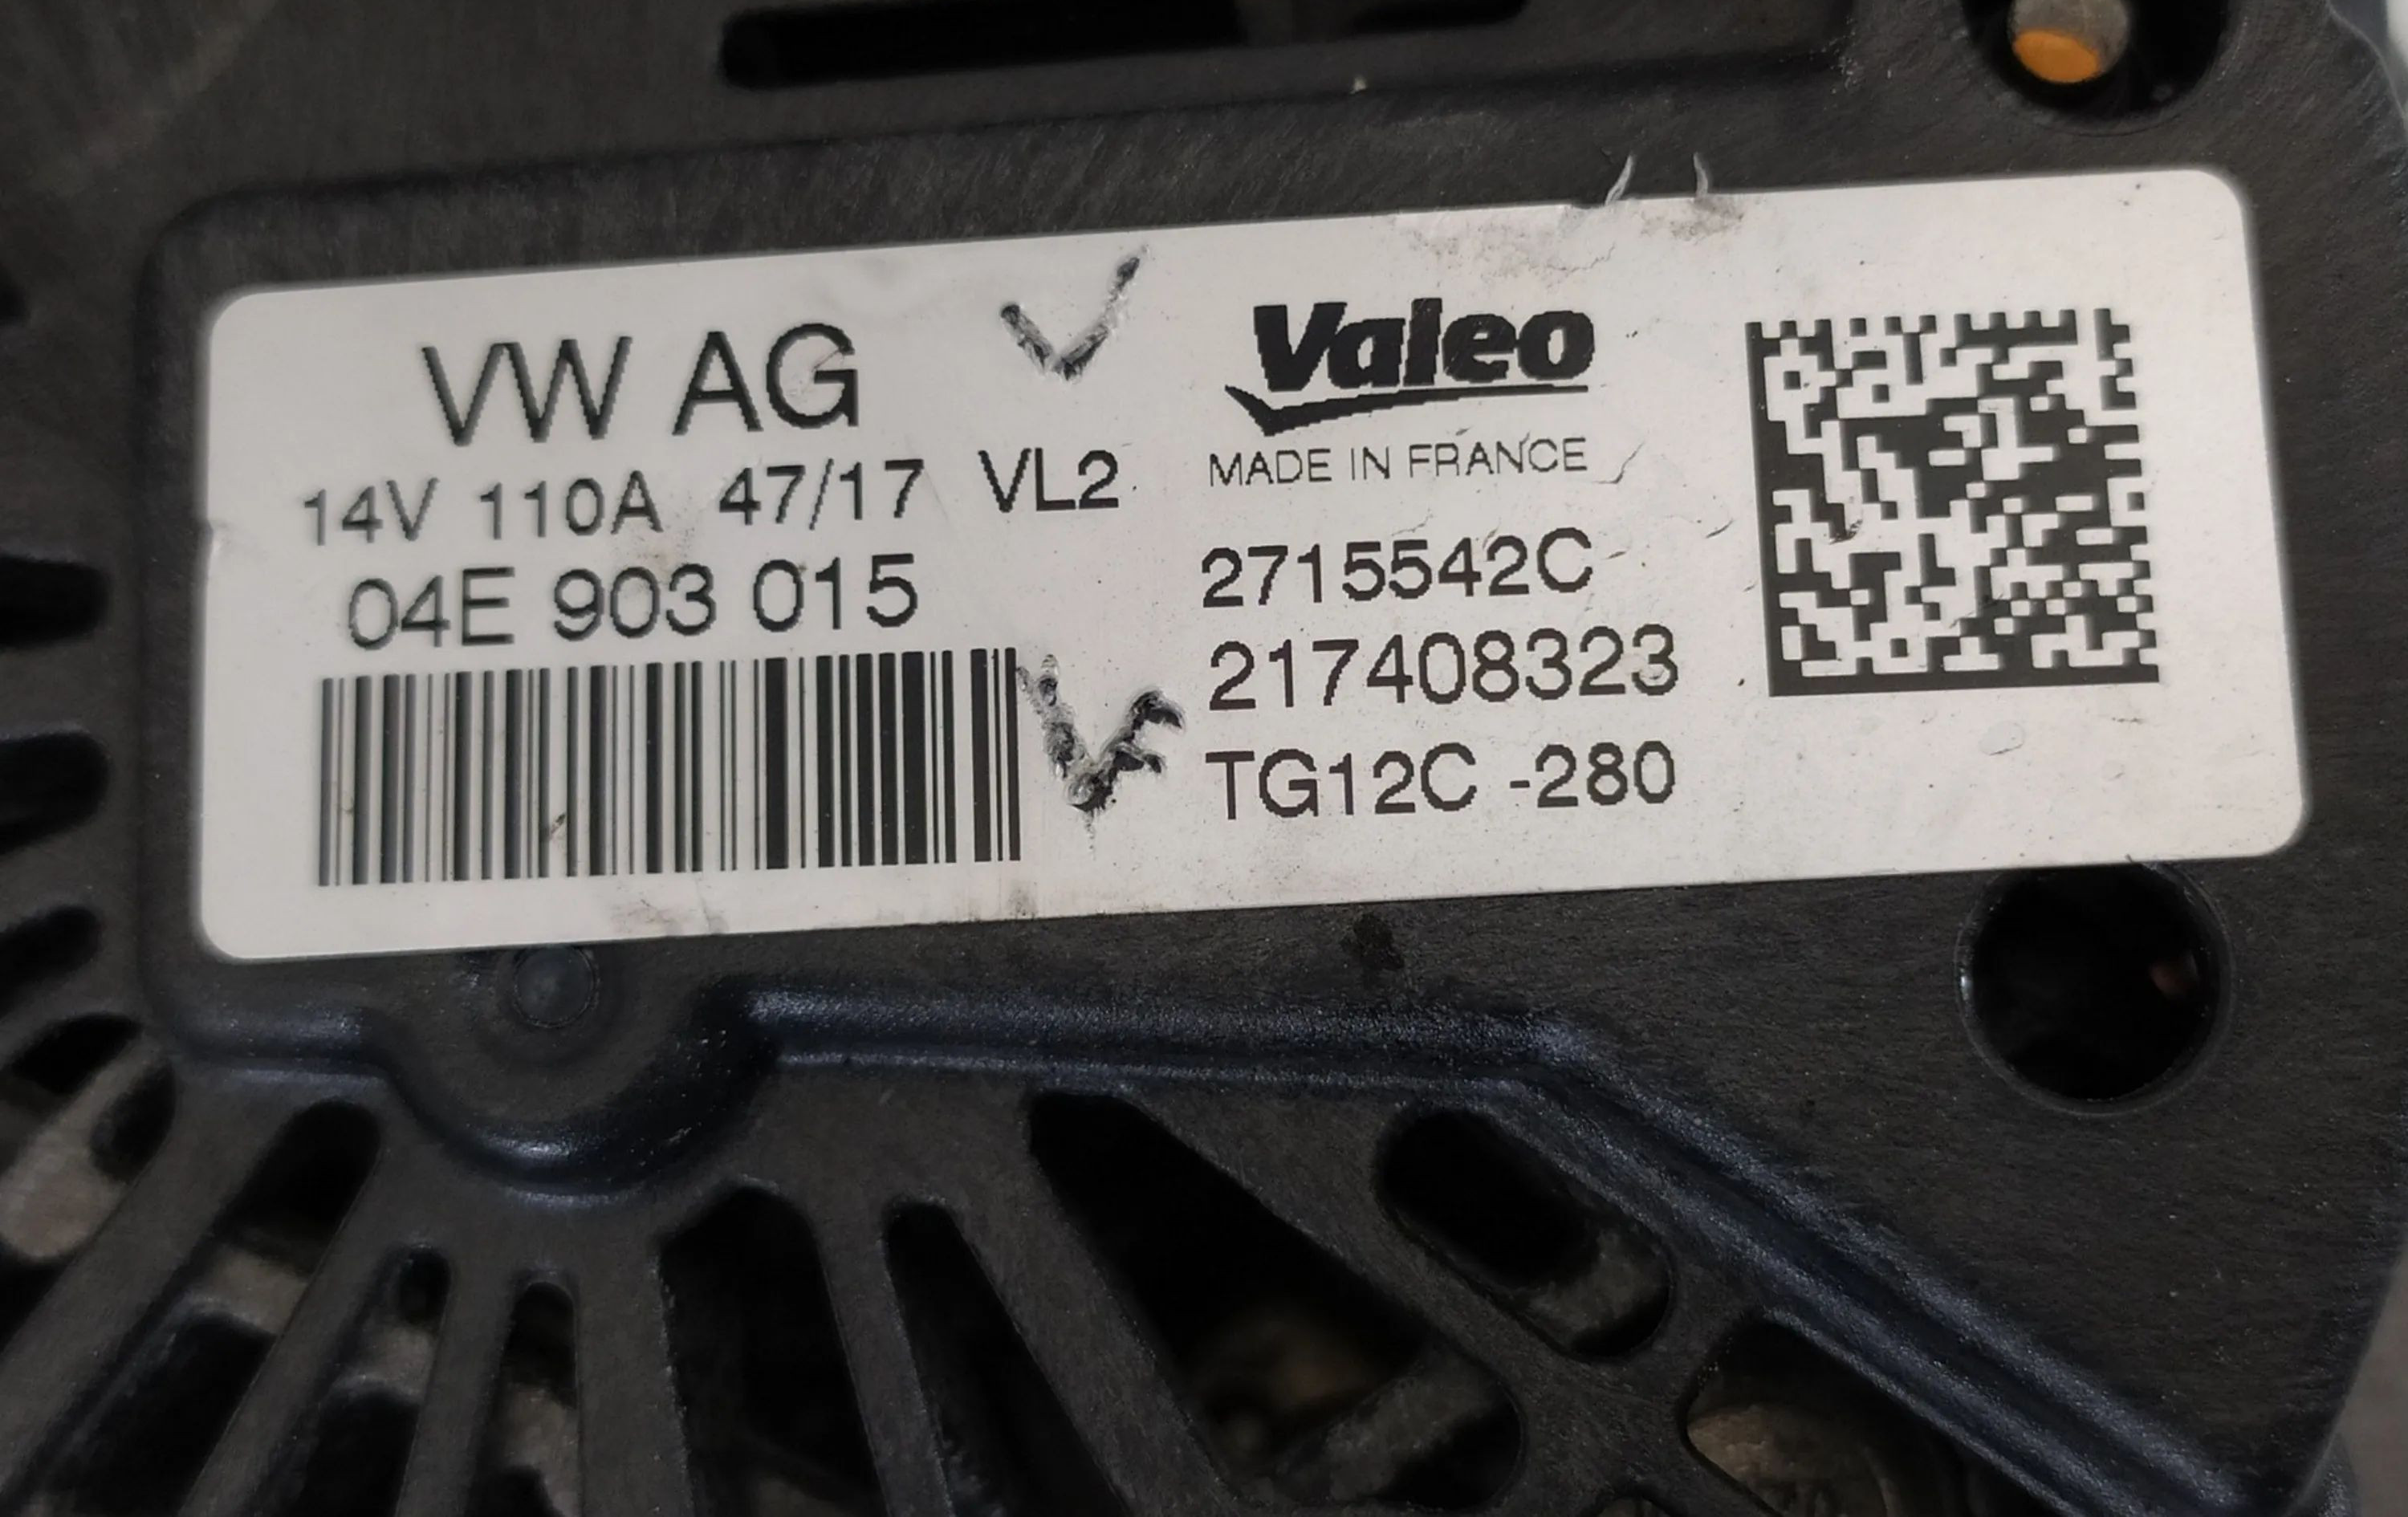 VW AG
14V 110A 47/17 VL2
04E 903 015
Valeo
MADE IN FRANCE
2715542C
217408323
TG12C -280